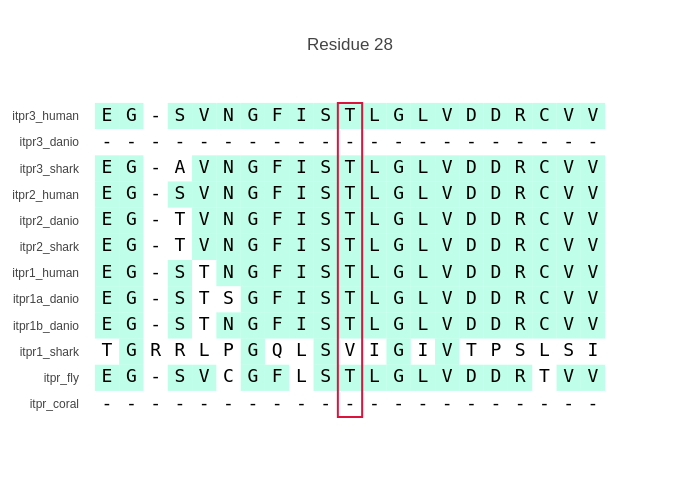 Residue 28
itpr3_human E G - S V N G F I S T L G L V D D R C V V
itpr3_danio - - - - - - - - - - - - - - - - - - - - -
itpr3_shark E G - A V N G F I S T L G L V D D R C V V
itpr2_human E G - S V N G F I S T L G L V D D R C V V
itpr2_danio E G - T V N G F I S T L G L V D D R C V V
itpr2_shark E G - T V N G F I S T L G L V D D R C V V
itpr1_human E G - S T N G F I S T L G L V D D R C V V
itpr1a_danio E G - S T S G F I S T L G L V D D R C V V
itpr1b_danio E G - S T N G F I S T L G L V D D R C V V
itpr1_shark T G R R L P G Q L S V I G I V T P S L S I
itpr_fly E G - S V C G F L S T L G L V D D R T V V
itpr_coral - - - - - - - - - - - - - - - - - - - - -